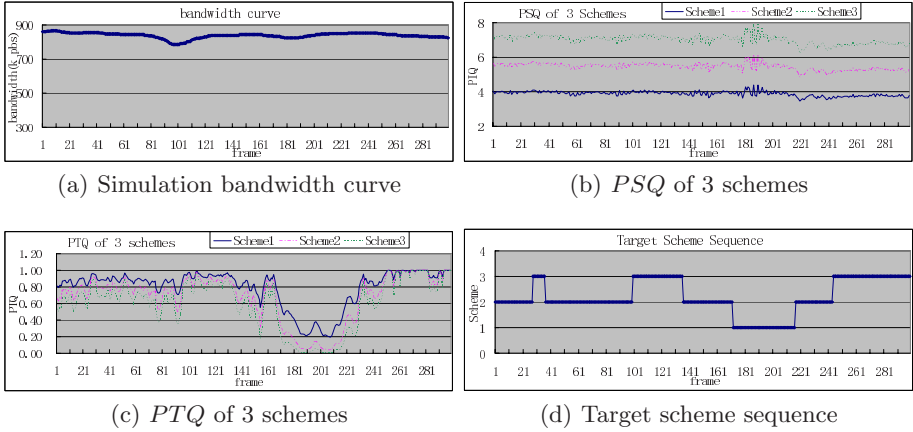 bandwidth curve
bandwidth(k pbs)
900
700
500
300
1 21 41 61 81 101 121 141 161 181 201 221 241 261 281
frame
(a) Simulation bandwidth curve
PSQ of 3 Schemes
Scheme1 Scheme2 Scheme3
PTQ
8
6
4
2
1 21 41 61 81 101 121 141 161 181 201 221 241 261 281
frame
(b) PSQ of 3 schemes
PTQ of 3 schemes
Scheme1 Scheme2 Scheme3
PTQ
1.20
1.00
0.80
0.60
0.40
0.20
0.00
1 21 41 61 81 101 121 141 161 181 201 221 241 261 281
frame
(c) PTQ of 3 schemes
Target Scheme Sequence
Scheme
4
3
2
1
0
1 21 41 61 81 101 121 141 161 181 201 221 241 261 281
frame
(d) Target scheme sequence